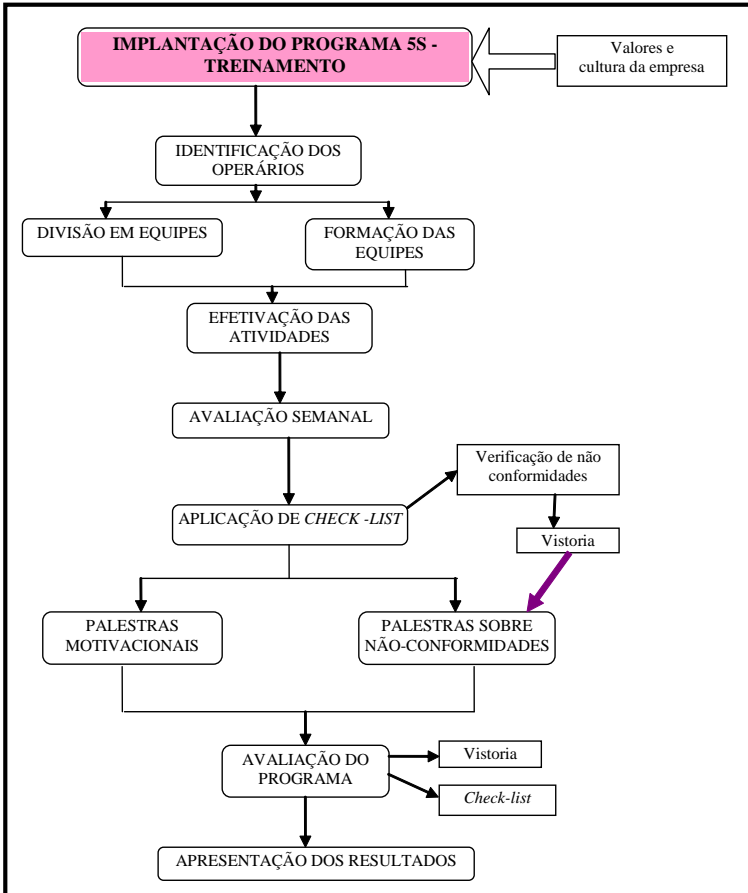 IMPLANTAÇÃO DO PROGRAMA 5S -
TREINAMENTO
Valores e
cultura da empresa
IDENTIFICAÇÃO DOS
OPERÁRIOS
DIVISÃO EM EQUIPES
FORMAÇÃO DAS
EQUIPES
EFETIVAÇÃO DAS
ATIVIDADES
AVALIAÇÃO SEMANAL
Verificação de não
conformidades
APLICAÇÃO DE CHECK -LIST
Vistoria
PALESTRAS
MOTIVACIONAIS
PALESTRAS SOBRE
NÃO-CONFORMIDADES
AVALIAÇÃO DO
PROGRAMA
Vistoria
Check-list
APRESENTAÇÃO DOS RESULTADOS